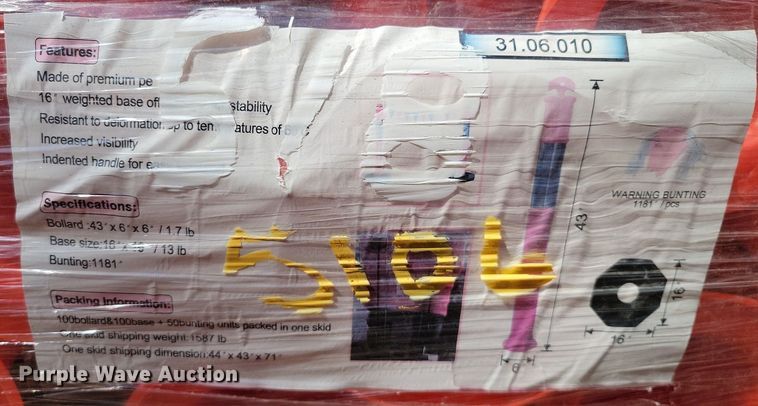 31.06.010
Features:
Made of premium pe
16" weighted base off stability
Resistant to deformation up to atures of
Increased visibility
Indented handle for
Specifications:
Bollard :43"x 6"x 6" / 1.7 lb
Base size:16" / 13 lb
Bunting:1181"
Packing Information:
100bollard&100base + 50bunting units packed in one skid
One skid shipping weight:1587 lb
One skid shipping dimension:44"x 43"x 71"
WARNING BUNTING
1181"/pcs
43"
16"
16"
6"
5106
Purple Wave Auction